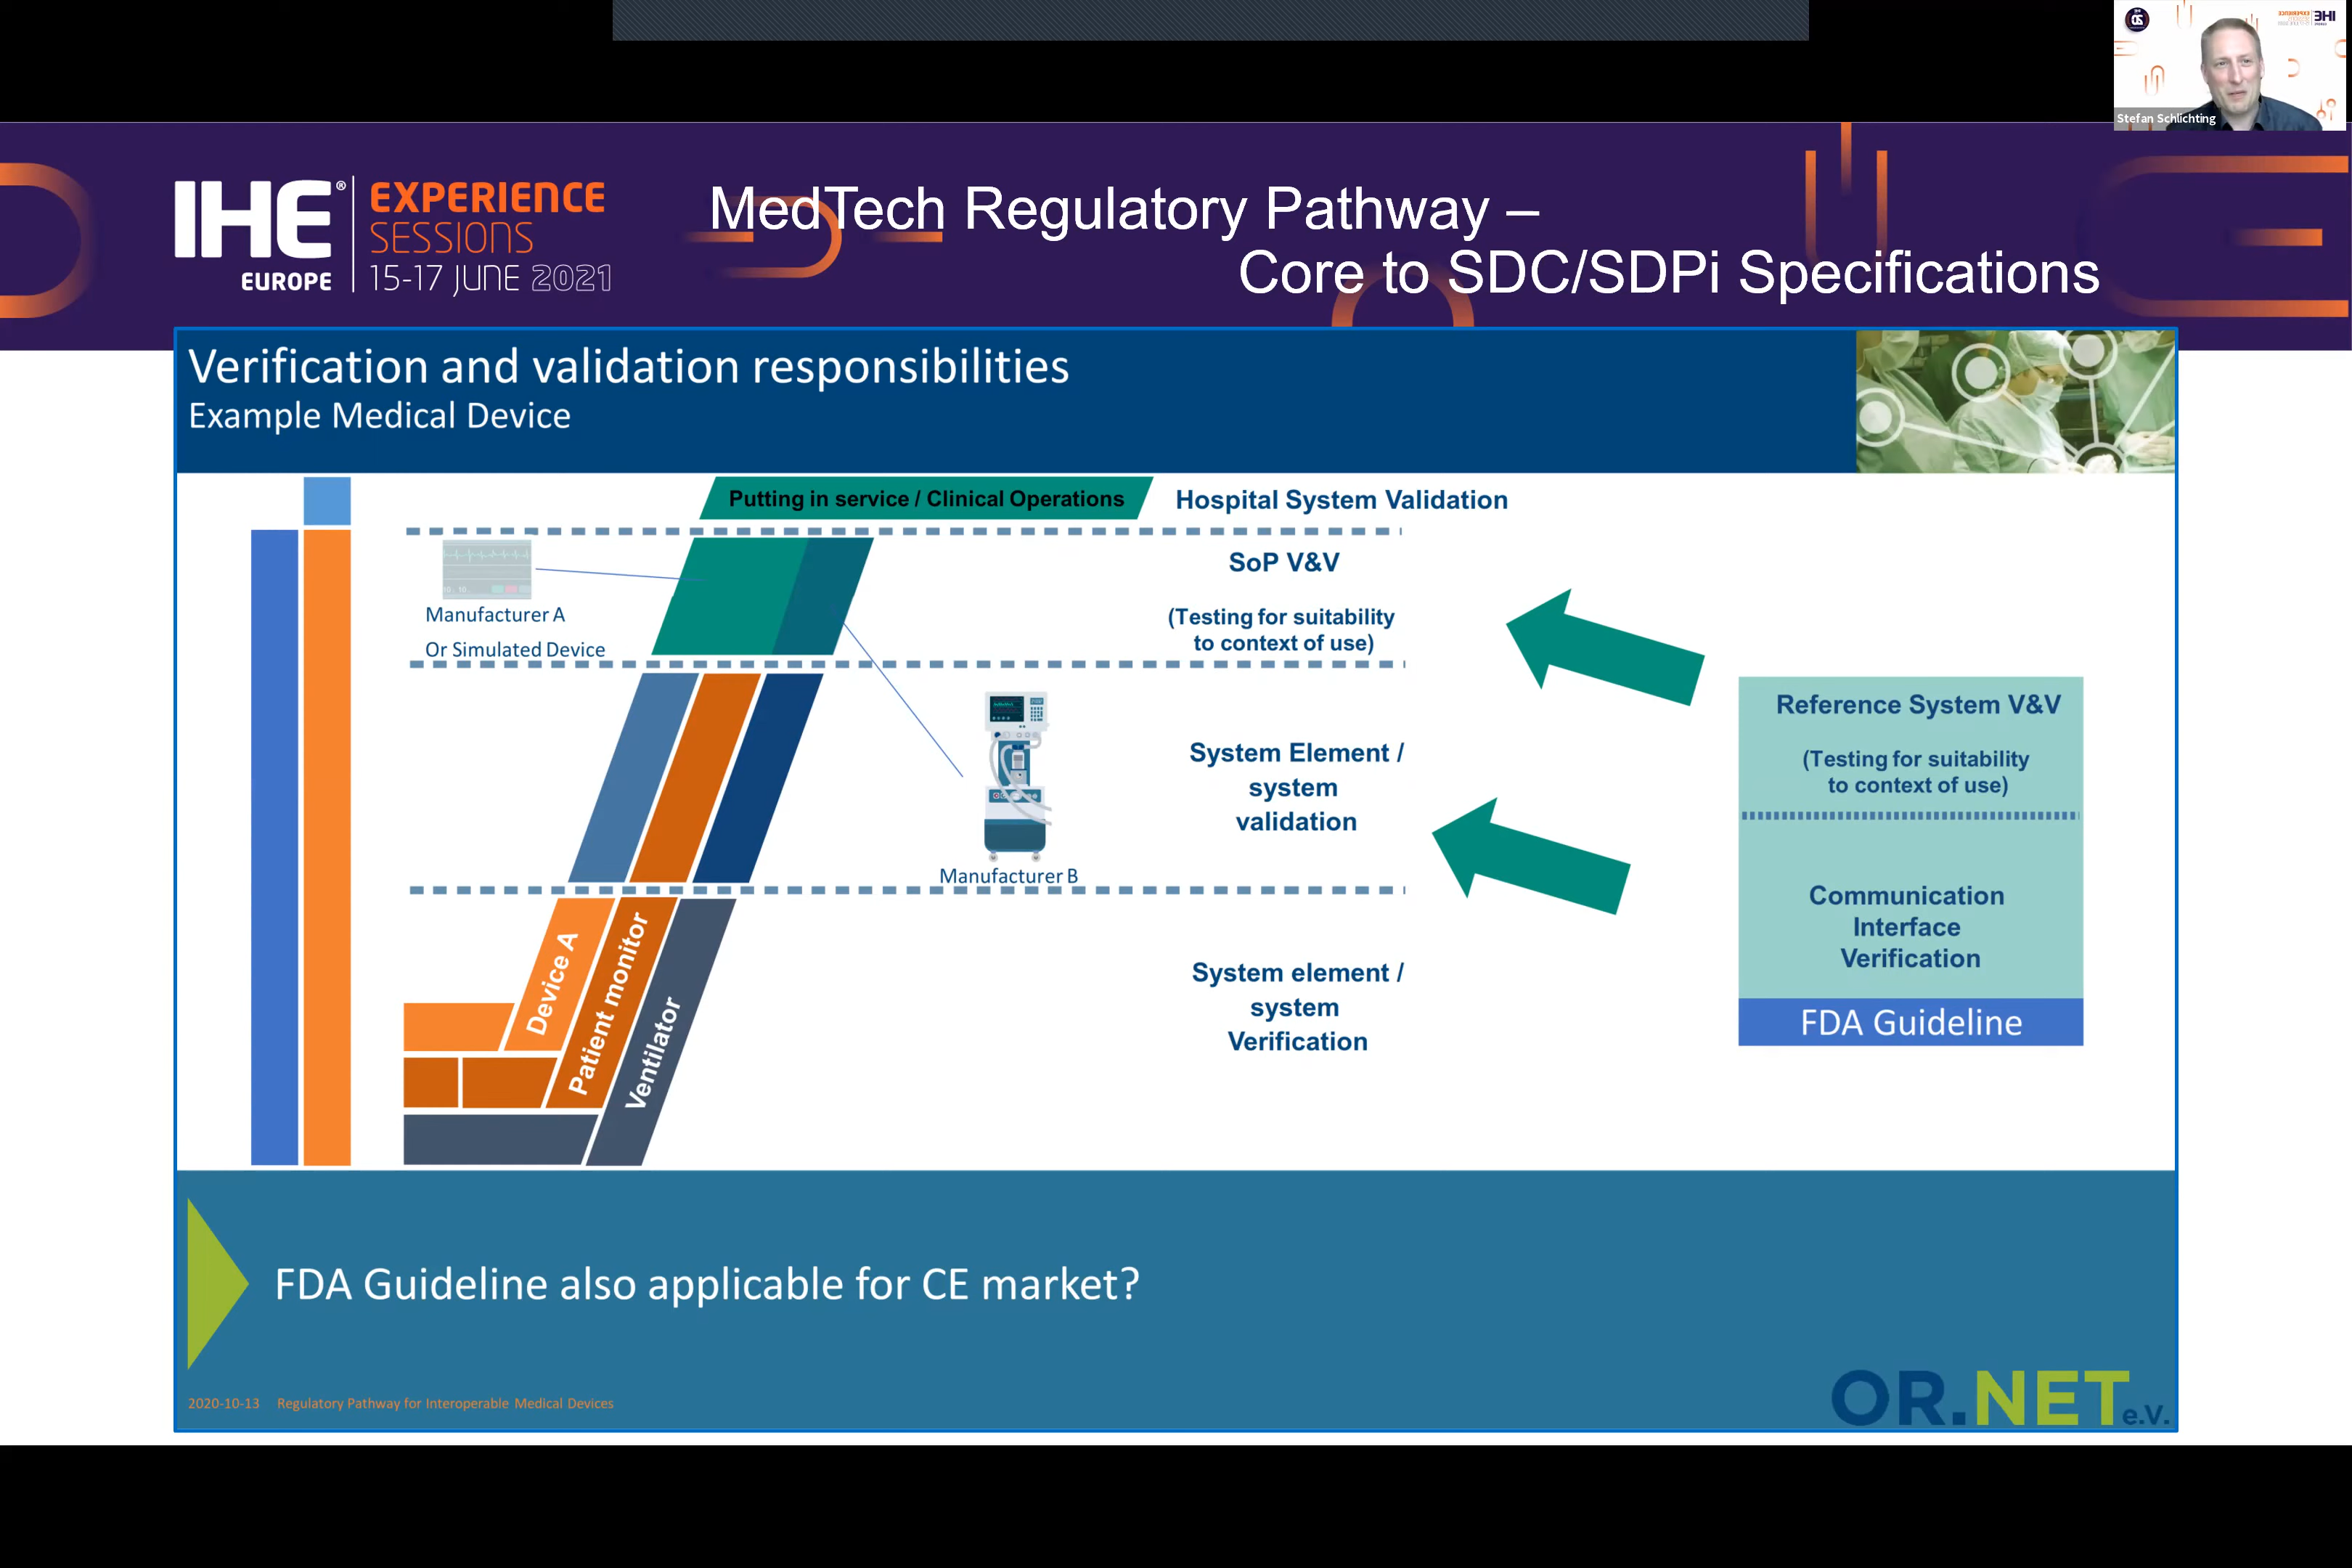 Stefan Schlichting
IHE® EUROPE
EXPERIENCE
SESSIONS
15-17 JUNE 2021
MedTech Regulatory Pathway –
Core to SDC/SDPi Specifications
Verification and validation responsibilities
Example Medical Device
Putting in service / Clinical Operations
Hospital System Validation
Manufacturer A
Or Simulated Device
SoP V&V
(Testing for suitability
to context of use)
Manufacturer B
System Element /
system
validation
Device A
Patient monitor
Ventilator
System element /
system
Verification
Reference System V&V
(Testing for suitability
to context of use)
Communication
Interface
Verification
FDA Guideline
FDA Guideline also applicable for CE market?
2020-10-13 Regulatory Pathway for Interoperable Medical Devices
OR.NET e.V.